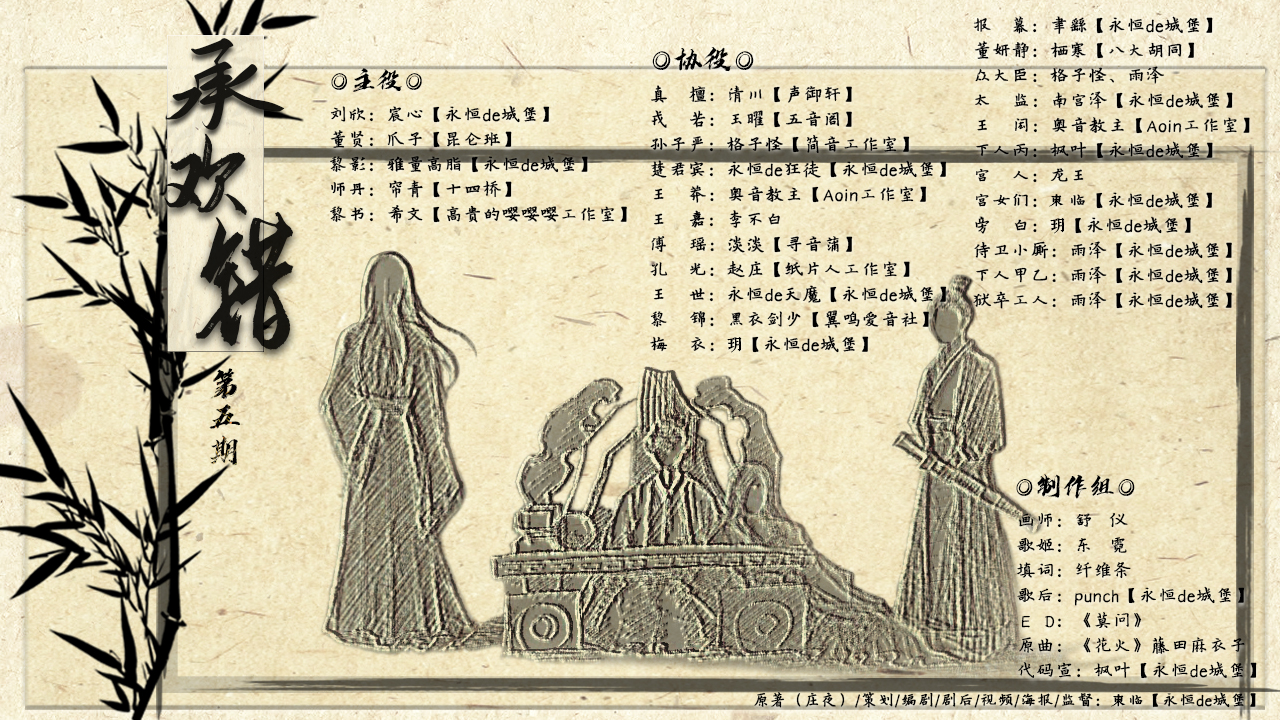 承欢错
第五期
◎主役◎
刘欣：宸心【永恒de城堡】
董贤：爪子【昆仑班】
黎影：雅量高脂【永恒de城堡】
师丹：帘青【十四桥】
黎书：希文【高贵的嘤嘤嘤工作室】
◎协役◎
真 檀：清川【声御轩】
戎 若：王曜【五音阁】
孙子严：格子怪【简音工作室】
楚君宾：永恒de狂徒【永恒de城堡】
王 莽：奥音教主【Aoin工作室】
王 嘉：李不白
傅 瑶：淡淡【寻音蒲】
孔 光：赵庄【纸片人工作室】
王 世：永恒de天魔【永恒de城堡】
黎 锦：黑衣剑少【翼鸣爱音社】
梅 衣：玥【永恒de城堡】
报 幕：聿繇【永恒de城堡】
董妍静：栖寒【八大胡同】
众大臣：格子怪、雨泽
太 监：南宫泽【永恒de城堡】
王 闳：奥音教主【Aoin工作室】
下人丙：枫叶【永恒de城堡】
宫 人：龙王
宫女们：東临【永恒de城堡】
旁 白：玥【永恒de城堡】
侍卫小厮：雨泽【永恒de城堡】
下人甲乙：雨泽【永恒de城堡】
狱卒工人：雨泽【永恒de城堡】
◎制作组◎
画师：舒 仪
歌姬：东 霓
填词：纤维条
歌后：punch【永恒de城堡】
E D：《莫问》
原曲：《花火》藤田麻衣子
代码宣：枫叶【永恒de城堡】
原著（庄夜）/策划/编剧/剧后/视频/海报/监督：東临【永恒de城堡】